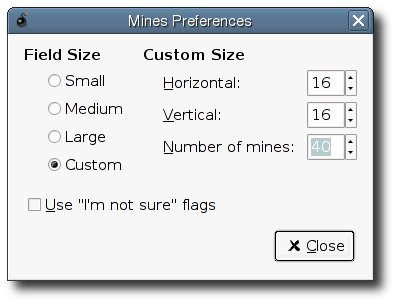 Mines Preferences
Field Size
Small
Medium
Large
Custom
Custom Size
Horizontal: 16
Vertical: 16
Number of mines: 40
Use "I'm not sure" flags
Close